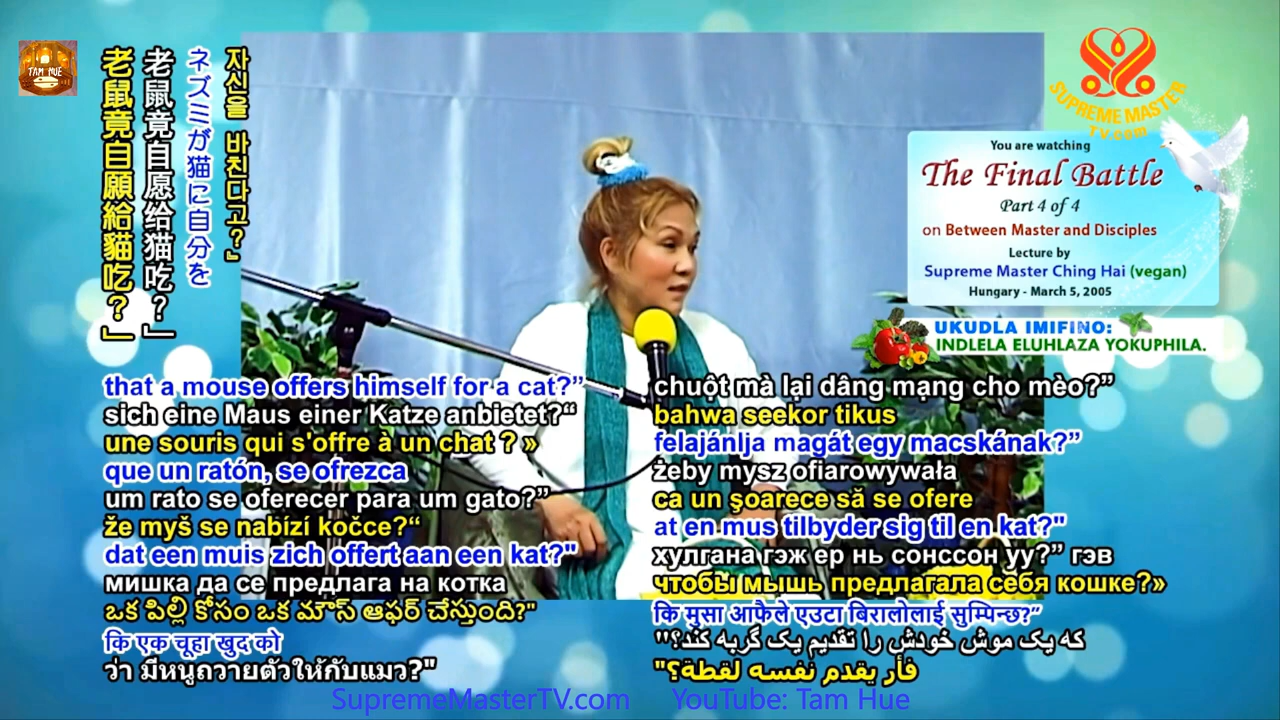 TAM HUE
老鼠竟自願給貓吃？」
老鼠竟自愿给猫吃？」
ネズミが猫に自分を
자신을 바친다고?』
SUPREME MASTER
TV.com
You are watching
The Final Battle
Part 4 of 4
on Between Master and Disciples
Lecture by
Supreme Master Ching Hai (vegan)
Hungary - March 5, 2005
UKUDLA IMIFINO:
INDLELA ELUHLAZA YOKUPHILA.
that a mouse offers himself for a cat?”
sich eine Maus einer Katze anbietet?“
une souris qui s'offre à un chat ? »
que un ratón, se ofrezca
um rato se oferecer para um gato?”
že myš se nabízí kočce?“
dat een muis zich offert aan een kat?"
мишка да се предлага на котка
ఒక పిల్లి కోసం ఒక మౌస్ ఆఫర్ చేస్తుంది?"
कि एक चूहा खुद को
ว่า มีหนูถวายตัวให้กับแมว?"
chuột mà lại dâng mạng cho mèo?”
bahwa seekor tikus
felajánlja magát egy macskának?”
żeby mysz ofiarowywała
ca un şoarece să se ofere
at en mus tilbyder sig til en kat?"
хулгана гэж ер нь сонссон уу?” гэв
чтобы мышь предлагала себя кошке?»
कि मुसा आफैले एउटा बिरालोलाई सुम्पिन्छ?”
که یک موش خودش را تقدیم یک گربه کند؟"
فأر يقدم نفسه لقطة؟"
SupremeMasterTV.com
YouTube: Tam Hue